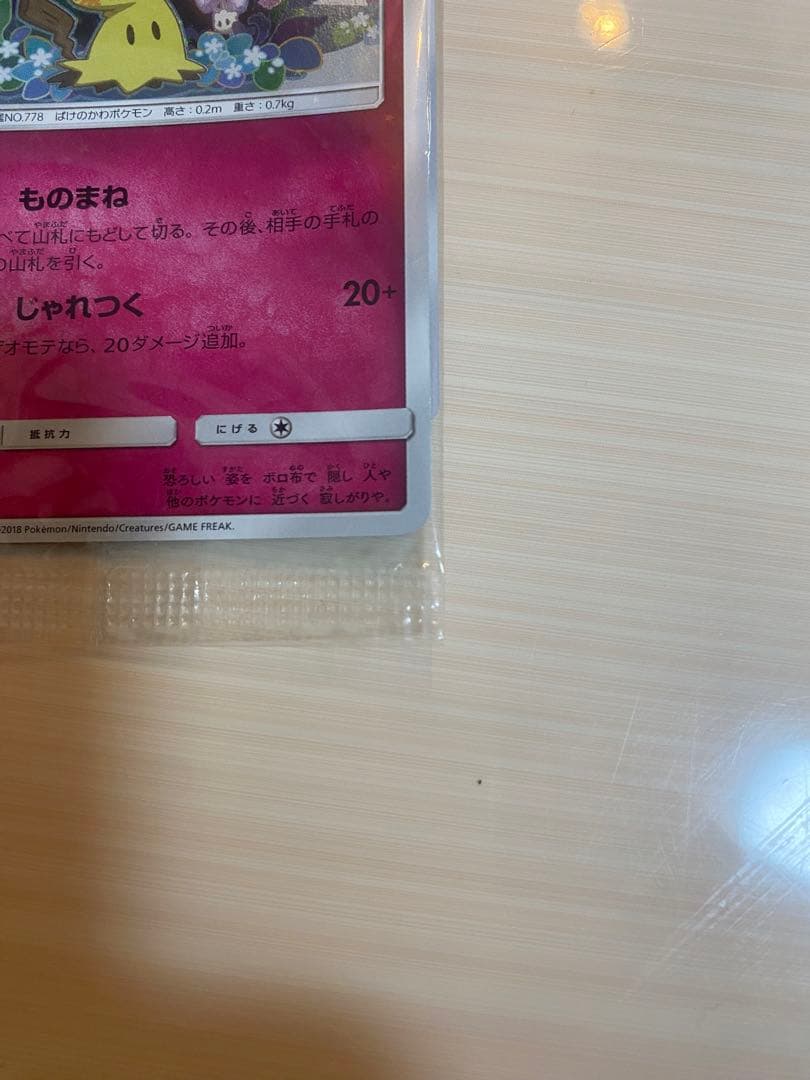 NO.778 ばけのかわポケモン 高さ:0.2m 重さ:0.7kg
ものまね
べて山札にもどして切る。その後、相手の手札の
の山札を引く。
じゃれつく 20+
オモテなら、20ダメージ追加。
抵抗力 にげる
恐ろしい 姿を ボロ布で 隠し 人や
他のポケモンに 近づく 寂しがりや。
©2018 Pokémon/Nintendo/Creatures/GAME FREAK.